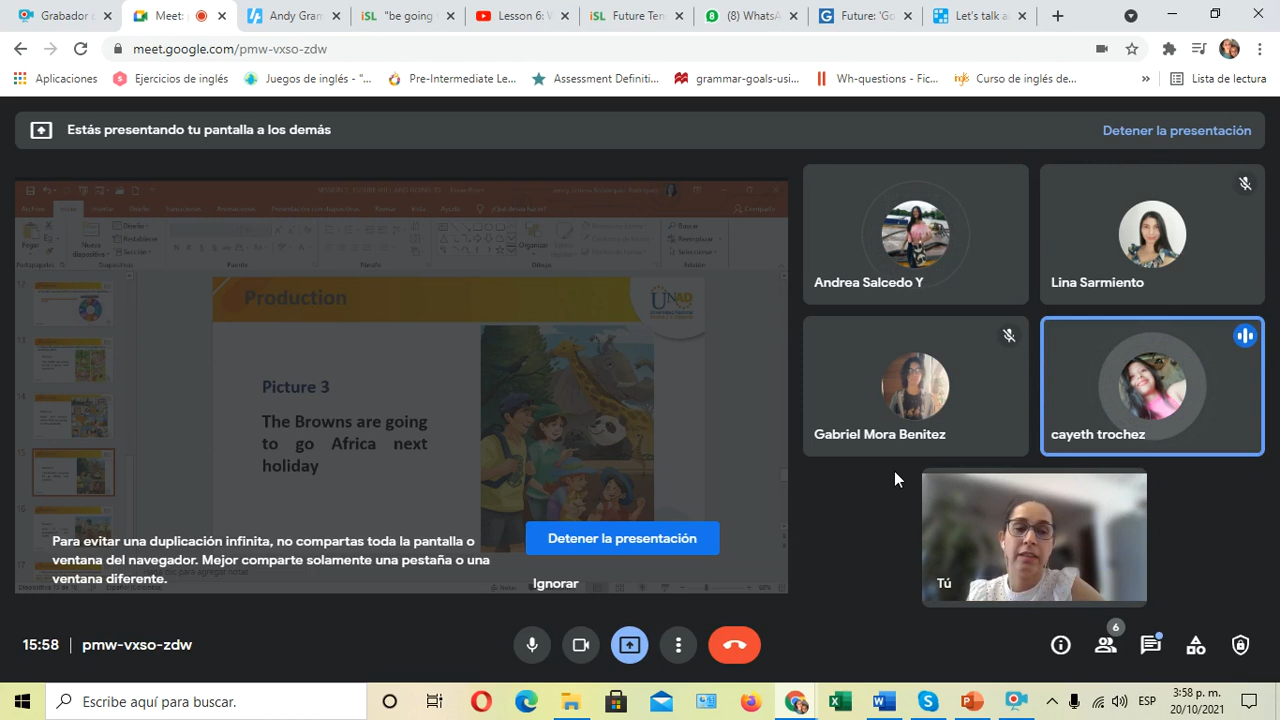 Grabador c
Meet:
Andy Gram
"be going
Lesson 6: W
Future Ten
(8) WhatsA
Future: 'Go
Let's talk a
meet.google.com/pmw-vxso-zdw
Aplicaciones
Ejercicios de inglés
Juegos de inglés - "...
Pre-Intermediate Le...
Assessment Definiti...
grammar-goals-usi...
Wh-questions - Fic...
Curso de inglés de...
»
Lista de lectura
Estás presentando tu pantalla a los demás
Detener la presentación
Production
UNAD
Picture 3
The Browns are going
to go Africa next
holiday
Para evitar una duplicación infinita, no compartas toda la pantalla o
ventana del navegador. Mejor comparte solamente una pestaña o una
ventana diferente.
Detener la presentación
Ignorar
Andrea Salcedo Y
Lina Sarmiento
Gabriel Mora Benitez
cayeth trochez
Tú
15:58
pmw-vxso-zdw
6
Escribe aquí para buscar.
ESP
3:58 p. m.
20/10/2021